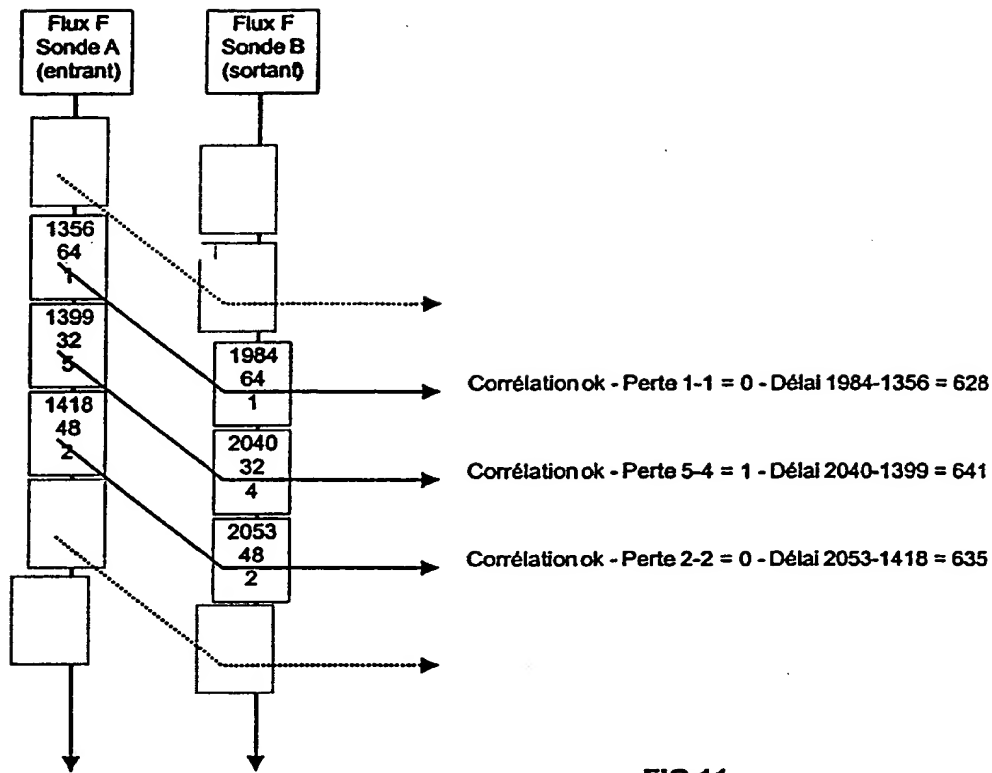 Flux F
Sonde A
(entrant)
Flux F
Sonde B
(sortant)
1356
64
1
1399
32
5
1418
48
2
1984
64
1
2040
32
4
2053
48
2
Corrélation ok - Perte 1-1 = 0 - Délai 1984-1356 = 628
Corrélation ok - Perte 5-4 = 1 - Délai 2040-1399 = 641
Corrélation ok - Perte 2-2 = 0 - Délai 2053-1418 = 635